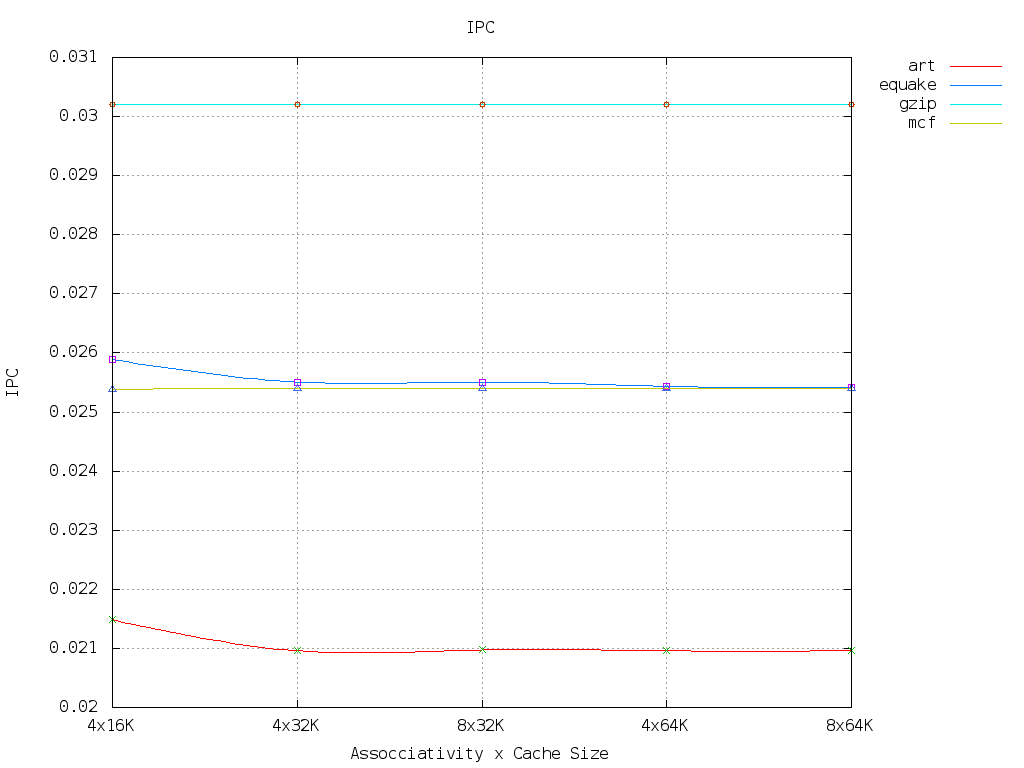 IPC
0.031
0.03
0.029
0.028
0.027
0.026
0.025
0.024
0.023
0.022
0.021
0.02
IPC
4x16K 4x32K 8x32K 4x64K 8x64K
Assocciativity x Cache Size
art
equake
gzip
mcf